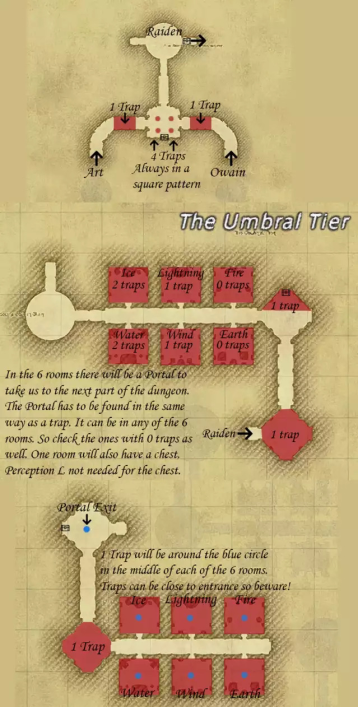 Raiden
1 Trap
1 Trap
Art
4 Traps
Owain
Always in a
square pattern
The Umbral Tier
Ice
2 traps
Lightning
1 trap
Fire
0 traps
1 trap
Water
2 traps
Wind
1 trap
Earth
0 traps
In the 6 rooms there will be a Portal to
take us to the next part of the dungeon.
The Portal has to be found in the same
way as a trap. It can be in any of the 6
rooms. So check the ones with 0 traps as
well. One room will also have a chest.
Perception L not needed for the chest.
Raiden
1 trap
Portal Exit
1 Trap will be around the blue circle
in the middle of each of the 6 rooms.
Traps can be close to entrance so beware!
Ice
Lightning
Fire
1 Trap
Water
Wind
Earth